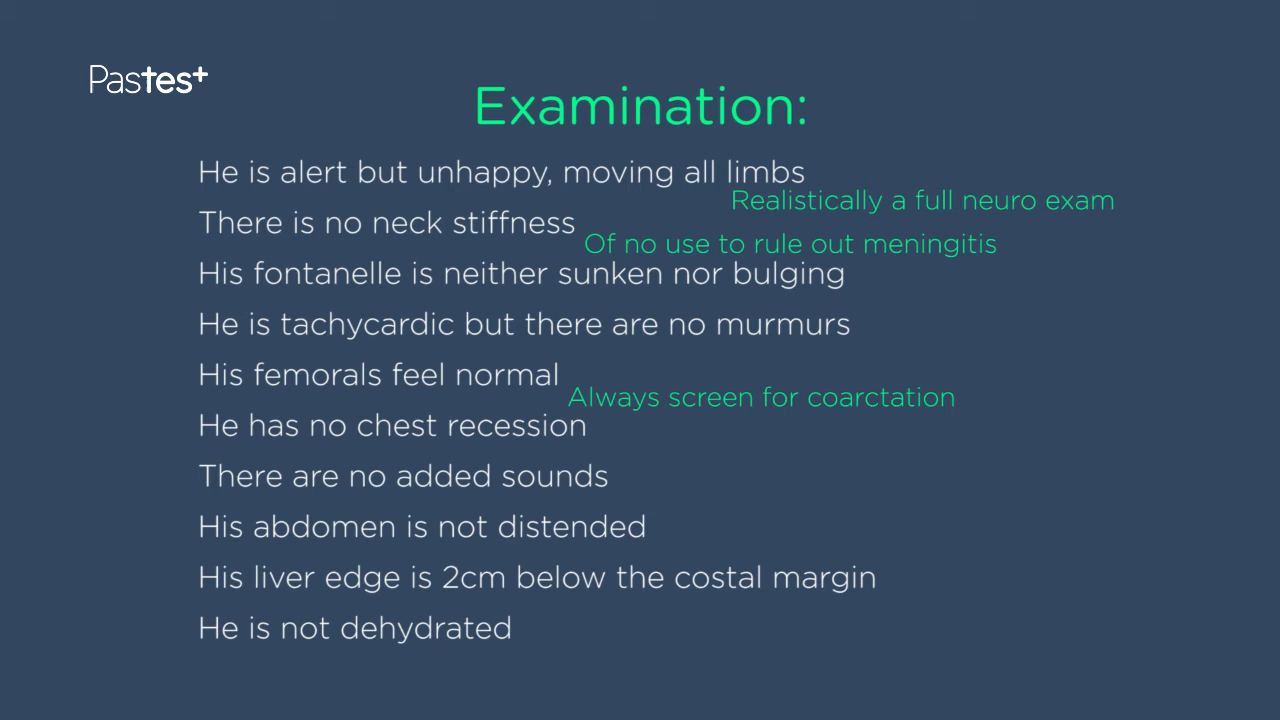 Pastest
Examination:
He is alert but unhappy, moving all limbs
Realistically a full neuro exam
There is no neck stiffness
Of no use to rule out meningitis
His fontanelle is neither sunken nor bulging
He is tachycardic but there are no murmurs
His femorals feel normal
Always screen for coarctation
He has no chest recession
There are no added sounds
His abdomen is not distended
His liver edge is 2cm below the costal margin
He is not dehydrated